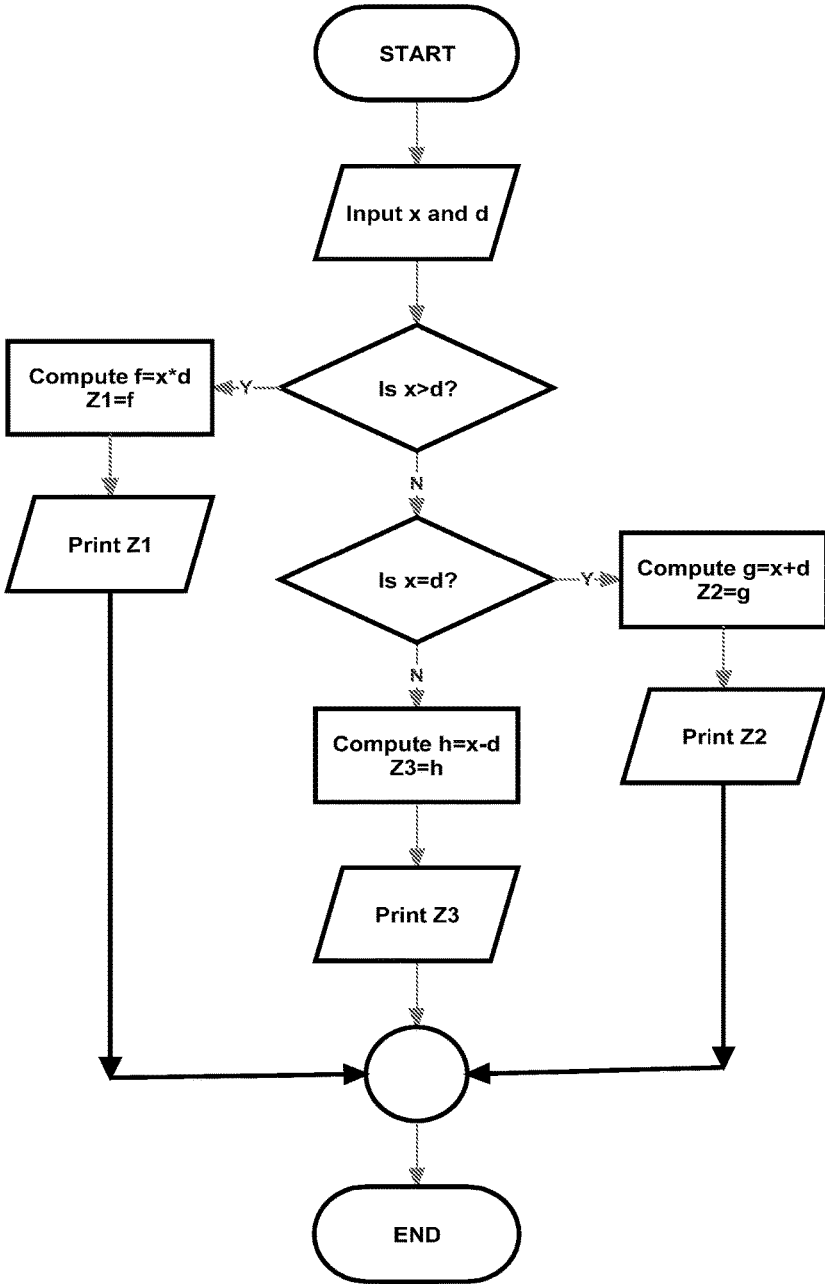 START
Input x and d
Is x>d?
Y
Compute f=x*d
Z1=f
Print Z1
N
Is x=d?
Y
Compute g=x+d
Z2=g
Print Z2
N
Compute h=x-d
Z3=h
Print Z3
END